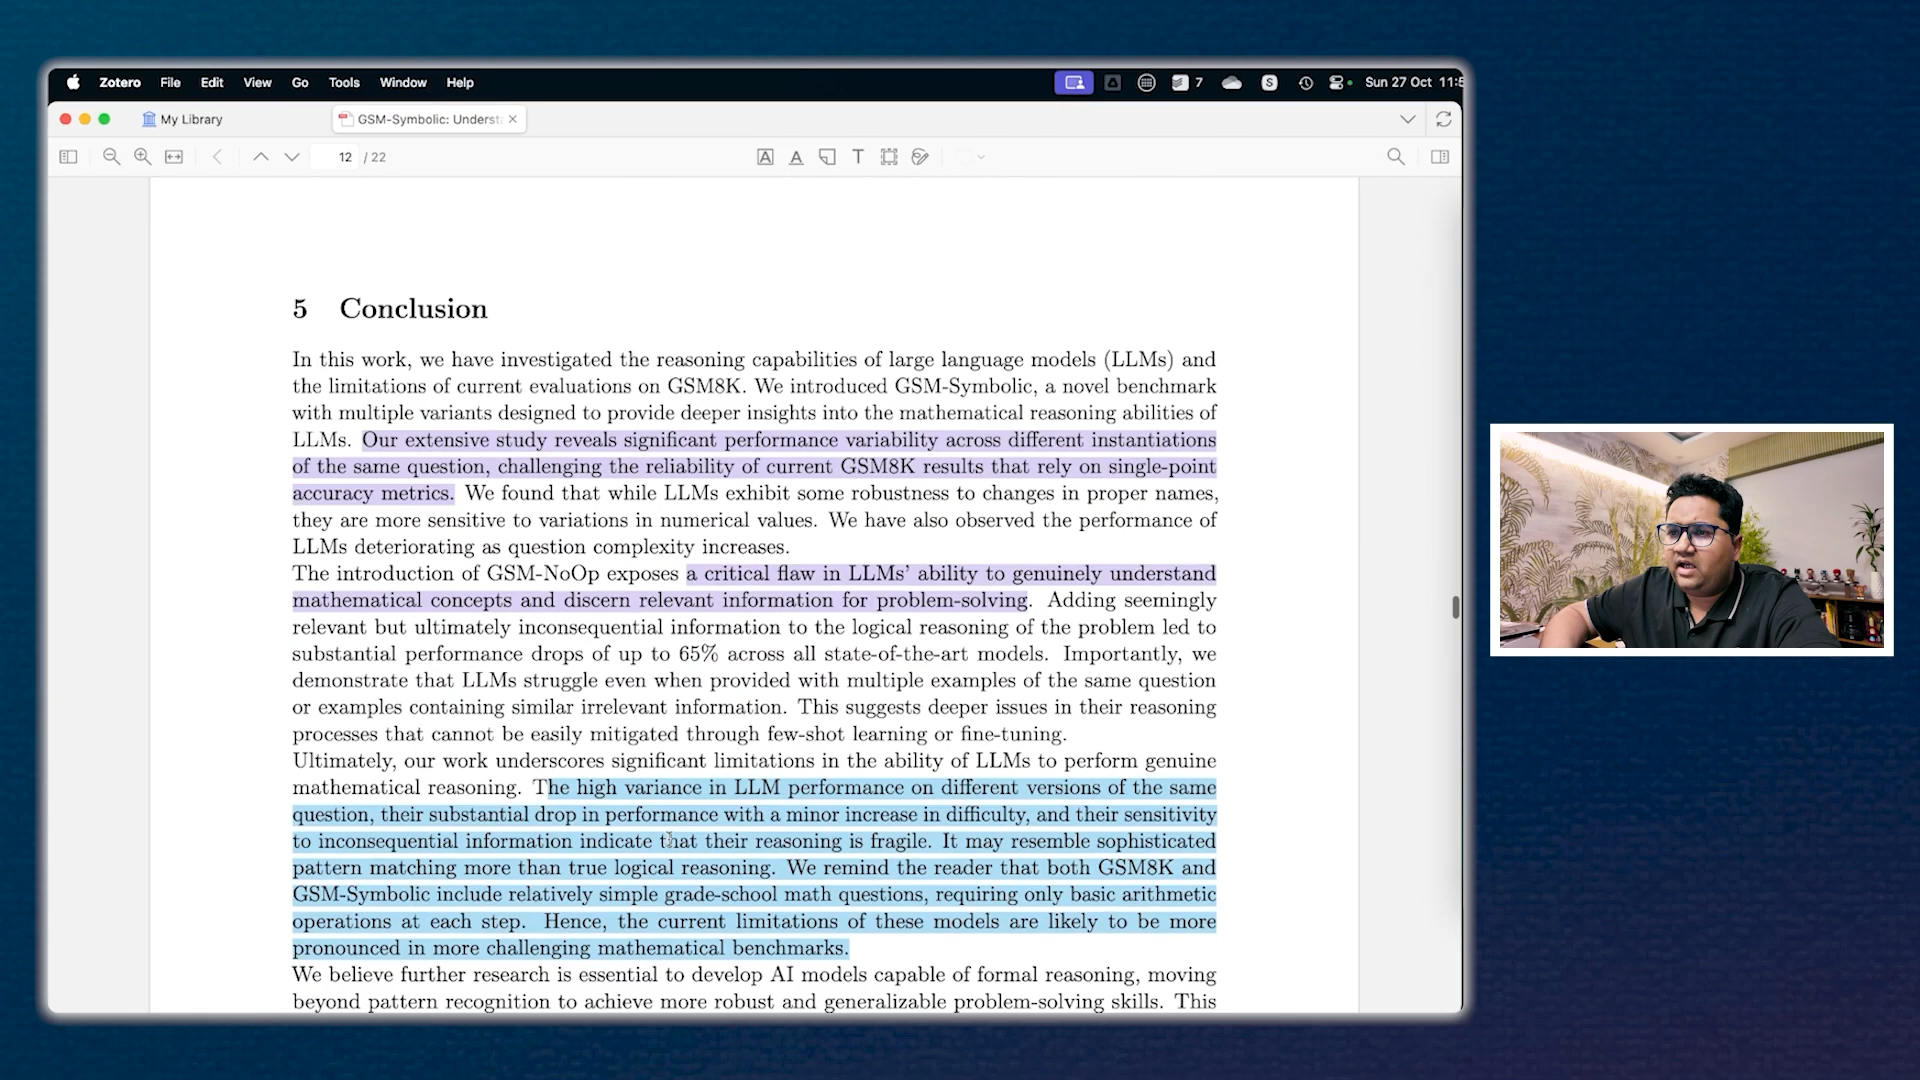 Zotero File Edit View Go Tools Window Help 7 S Sun 27 Oct 11:5
My Library GSM-Symbolic: Underst
12 / 22
5 Conclusion
In this work, we have investigated the reasoning capabilities of large language models (LLMs) and
the limitations of current evaluations on GSM8K. We introduced GSM-Symbolic, a novel benchmark
with multiple variants designed to provide deeper insights into the mathematical reasoning abilities of
LLMs. Our extensive study reveals significant performance variability across different instantiations
of the same question, challenging the reliability of current GSM8K results that rely on single-point
accuracy metrics. We found that while LLMs exhibit some robustness to changes in proper names,
they are more sensitive to variations in numerical values. We have also observed the performance of
LLMs deteriorating as question complexity increases.
The introduction of GSM-NoOp exposes a critical flaw in LLMs' ability to genuinely understand
mathematical concepts and discern relevant information for problem-solving. Adding seemingly
relevant but ultimately inconsequential information to the logical reasoning of the problem led to
substantial performance drops of up to 65% across all state-of-the-art models. Importantly, we
demonstrate that LLMs struggle even when provided with multiple examples of the same question
or examples containing similar irrelevant information. This suggests deeper issues in their reasoning
processes that cannot be easily mitigated through few-shot learning or fine-tuning.
Ultimately, our work underscores significant limitations in the ability of LLMs to perform genuine
mathematical reasoning. The high variance in LLM performance on different versions of the same
question, their substantial drop in performance with a minor increase in difficulty, and their sensitivity
to inconsequential information indicate that their reasoning is fragile. It may resemble sophisticated
pattern matching more than true logical reasoning. We remind the reader that both GSM8K and
GSM-Symbolic include relatively simple grade-school math questions, requiring only basic arithmetic
operations at each step. Hence, the current limitations of these models are likely to be more
pronounced in more challenging mathematical benchmarks.
We believe further research is essential to develop AI models capable of formal reasoning, moving
beyond pattern recognition to achieve more robust and generalizable problem-solving skills. This